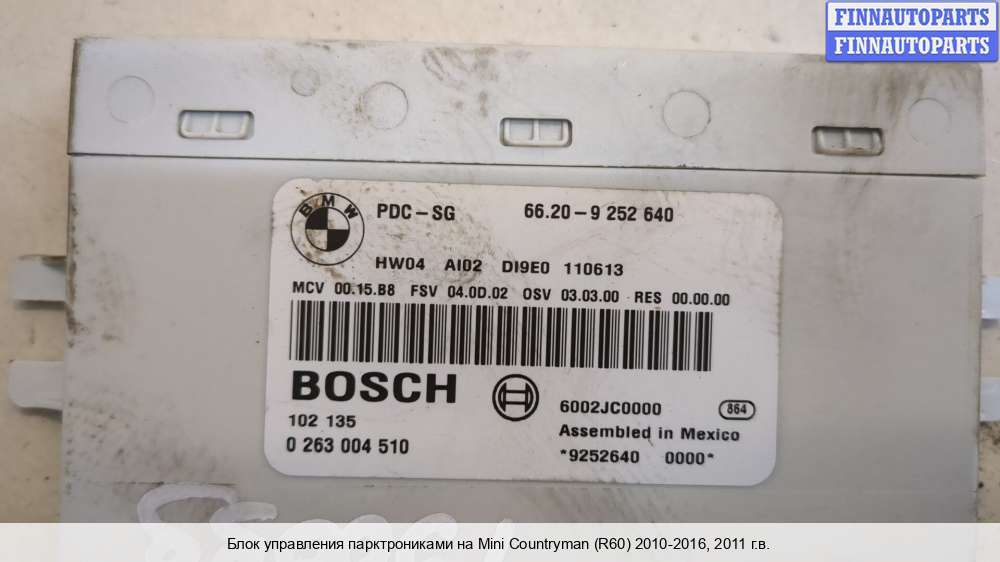 FINNAUTOPARTS
FINNAUTOPARTS
BMW
PDC-SG 66.20-9 252 640
HW04 AI02 DI9E0 110613
MCV 00.15.B8 FSV 04.0D.02 OSV 03.03.00 RES 00.00.00
BOSCH
102 135
0 263 004 510
6002JC0000 864
Assembled in Mexico
*9252640 0000*
Блок управления парктрониками на Mini Countryman (R60) 2010-2016, 2011 г.в.